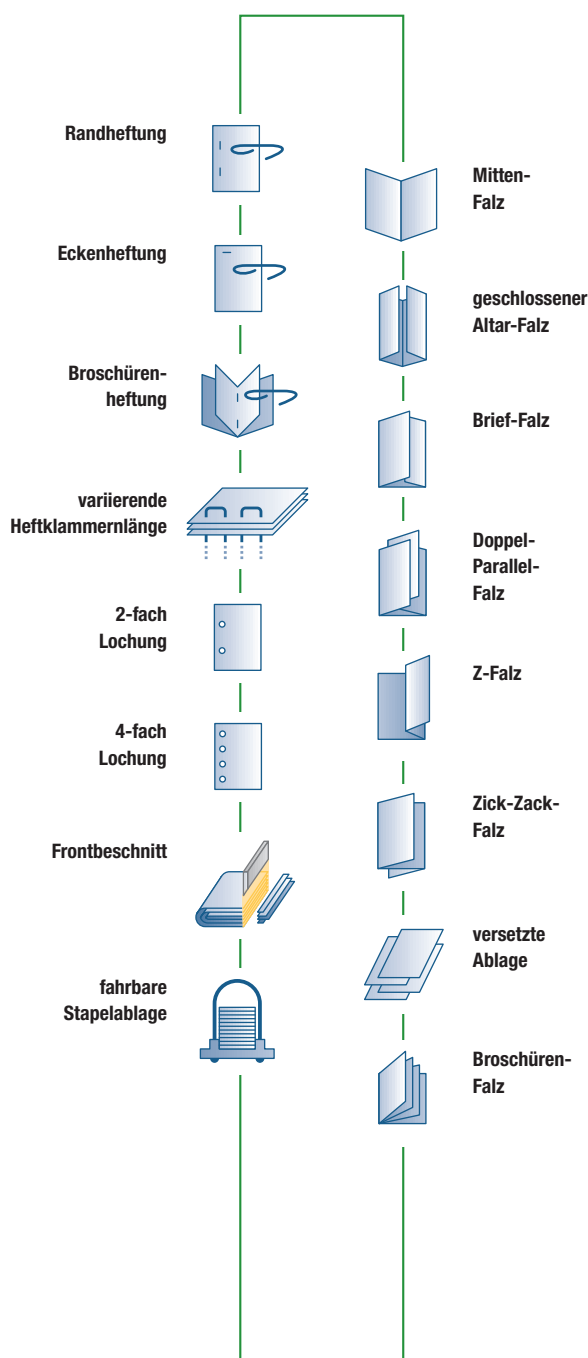 Randheftung
Eckenheftung
Broschüren-
heftung
variierende
Heftklammernlänge
2-fach
Lochung
4-fach
Lochung
Frontbeschnitt
fahrbare
Stapelablage
Mitten-
Falz
geschlossener
Altar-Falz
Brief-Falz
Doppel-
Parallel-
Falz
Z-Falz
Zick-Zack-
Falz
versetzte
Ablage
Broschüren-
Falz